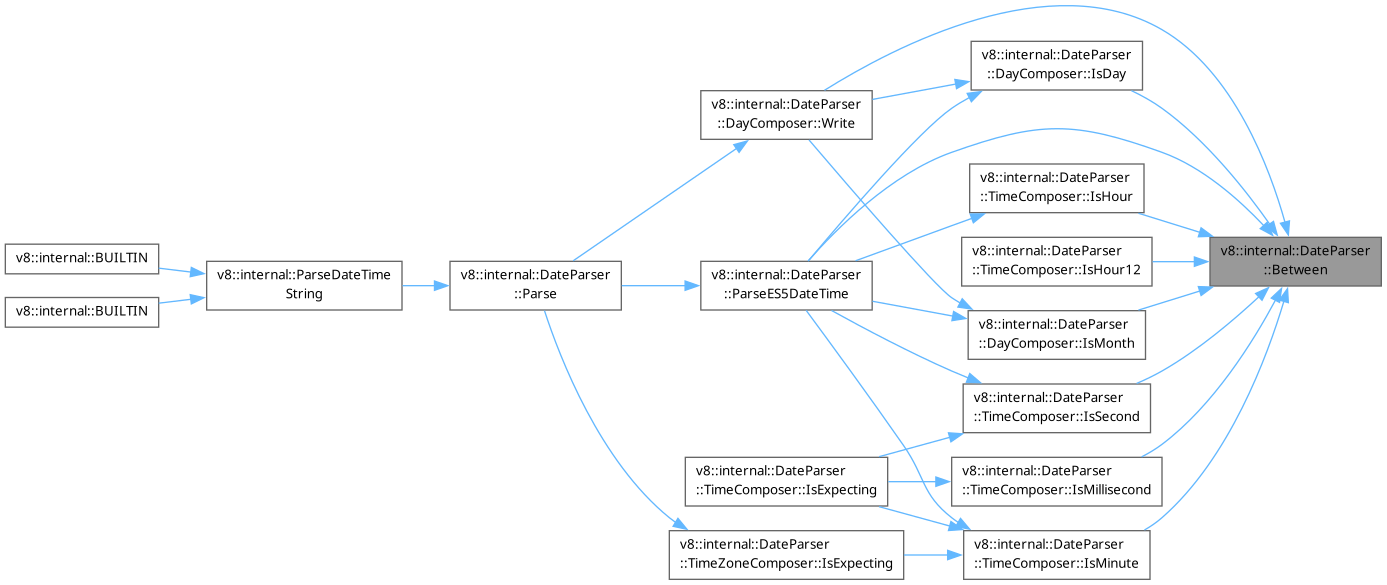 v8::internal::BUILTIN
v8::internal::BUILTIN
v8::internal::ParseDateTime
String
v8::internal::DateParser
::Parse
v8::internal::DateParser
::DayComposer::Write
v8::internal::DateParser
::ParseES5DateTime
v8::internal::DateParser
::TimeComposer::IsExpecting
v8::internal::DateParser
::TimeZoneComposer::IsExpecting
v8::internal::DateParser
::DayComposer::IsDay
v8::internal::DateParser
::TimeComposer::IsHour
v8::internal::DateParser
::TimeComposer::IsHour12
v8::internal::DateParser
::DayComposer::IsMonth
v8::internal::DateParser
::TimeComposer::IsSecond
v8::internal::DateParser
::TimeComposer::IsMillisecond
v8::internal::DateParser
::TimeComposer::IsMinute
v8::internal::DateParser
::Between